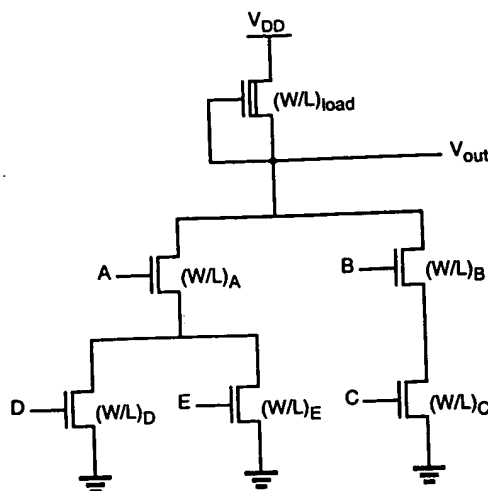 V_DD
(W/L)_load
V_out
A
(W/L)_A
B
(W/L)_B
D
(W/L)_D
E
(W/L)_E
C
(W/L)_C